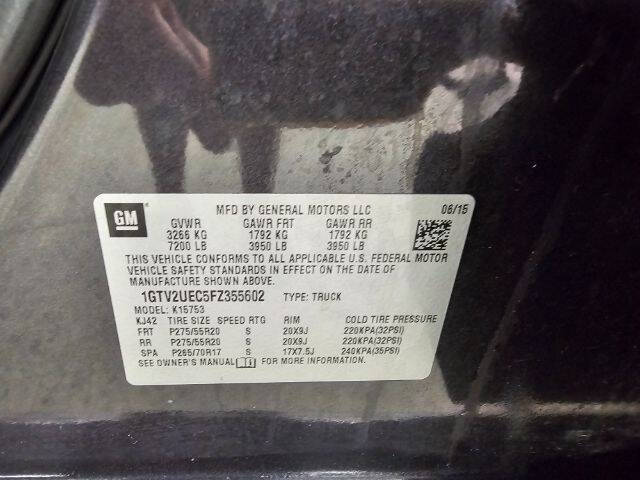 GM MFD BY GENERAL MOTORS LLC 08/15
GVWR GAWR FRT GAWR RR
3266 KG 1792 KG 1792 KG
7200 LB 3950 LB 3950 LB
THIS VEHICLE CONFORMS TO ALL APPLICABLE U.S. FEDERAL MOTOR
VEHICLE SAFETY STANDARDS IN EFFECT ON THE DATE OF
MANUFACTURE SHOWN ABOVE.
1GTV2UEC5FZ355602 TYPE: TRUCK
MODEL: K15753
KJ42 TIRE SIZE SPEED RTG RIM COLD TIRE PRESSURE
FRT P275/55R20 S 20X9J 220KPA(32PSI)
RR P275/55R20 S 20X9J 220KPA(32PSI)
SPA P265/70R17 S 17X7.5J 240KPA(35PSI)
SEE OWNER'S MANUAL FOR MORE INFORMATION.